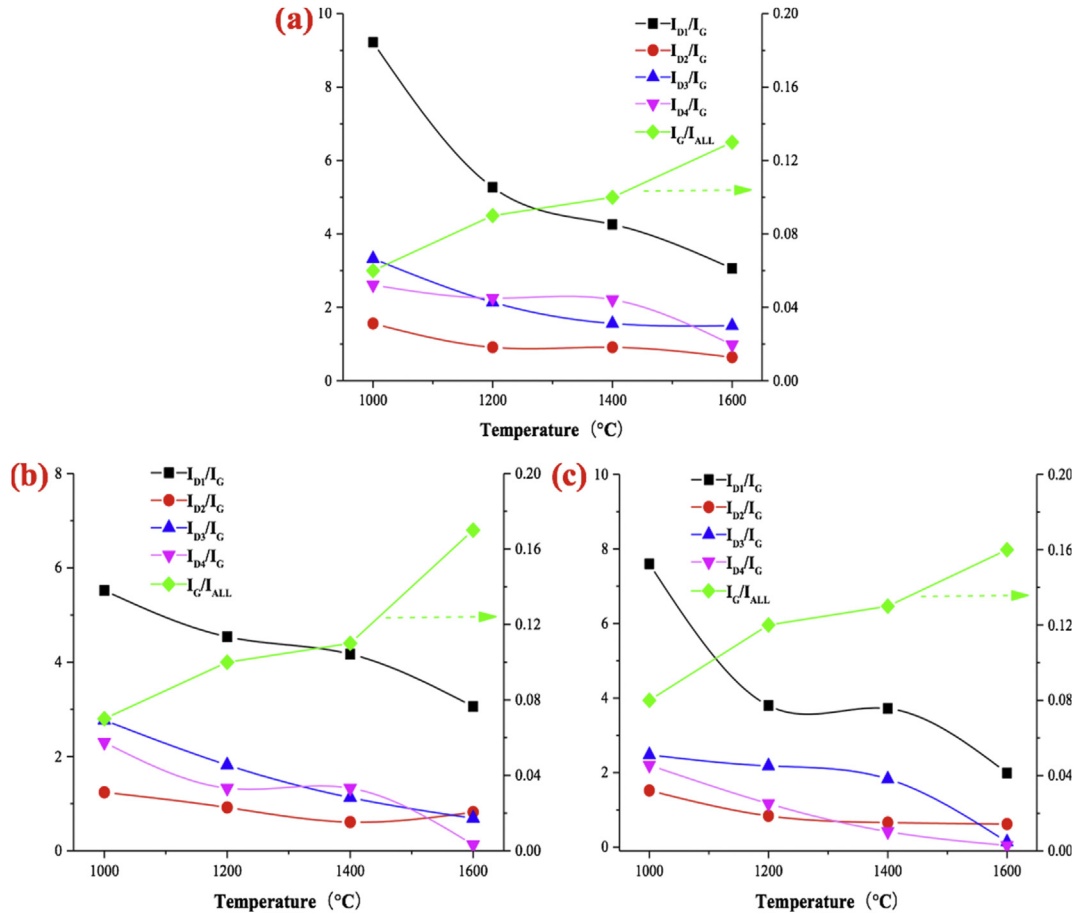 (a)
I_D1/I_G
I_D2/I_G
I_D3/I_G
I_D4/I_G
I_G/I_ALL
10
8
6
4
2
0
0.20
0.16
0.12
0.08
0.04
0.00
1000 1200 1400 1600
Temperature (°C)
(b)
I_D1/I_G
I_D2/I_G
I_D3/I_G
I_D4/I_G
I_G/I_ALL
8
6
4
2
0
0.20
0.16
0.12
0.08
0.04
0.00
1000 1200 1400 1600
Temperature (°C)
(c)
I_D1/I_G
I_D2/I_G
I_D3/I_G
I_D4/I_G
I_G/I_ALL
10
8
6
4
2
0
0.20
0.16
0.12
0.08
0.04
0.00
1000 1200 1400 1600
Temperature (°C)